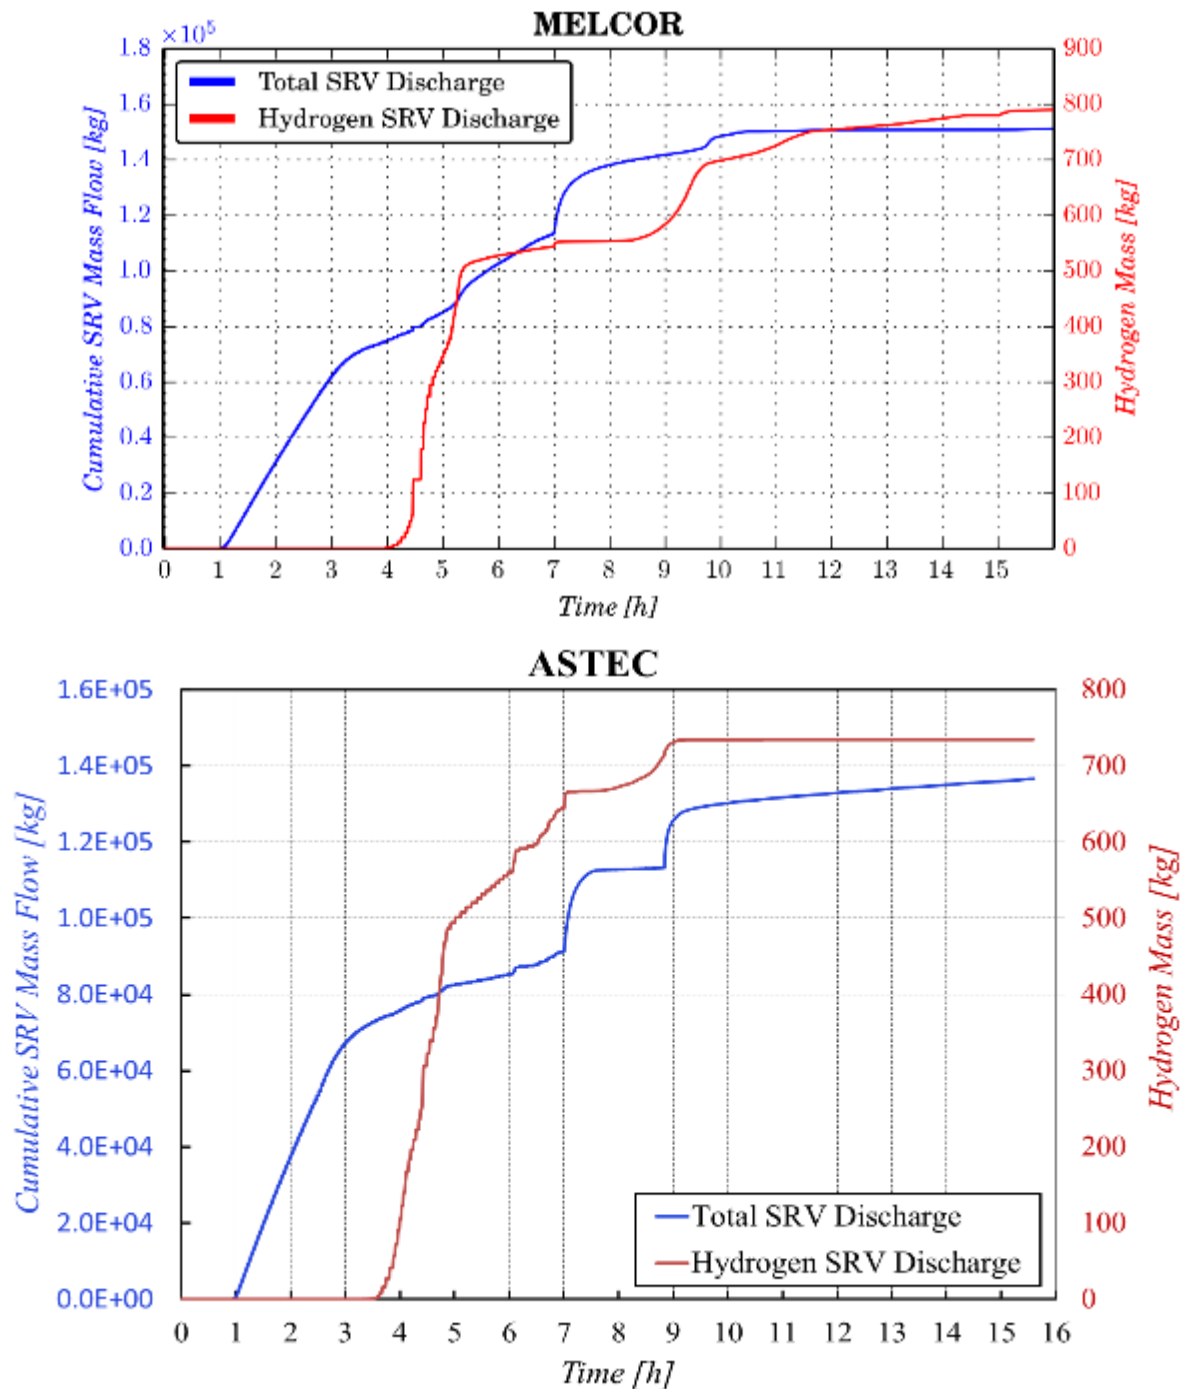 MELCOR
×10⁵
1.8
1.6
1.4
1.2
1.0
0.8
0.6
0.4
0.2
0.0
Cumulative SRV Mass Flow [kg]
Total SRV Discharge
Hydrogen SRV Discharge
900
800
700
600
500
400
300
200
100
0
Hydrogen Mass [kg]
0 1 2 3 4 5 6 7 8 9 10 11 12 13 14 15
Time [h]
ASTEC
1.6E+05
1.4E+05
1.2E+05
1.0E+05
8.0E+04
6.0E+04
4.0E+04
2.0E+04
0.0E+00
Cumulative SRV Mass Flow [kg]
800
700
600
500
400
300
200
100
0
Hydrogen Mass [kg]
Total SRV Discharge
Hydrogen SRV Discharge
0 1 2 3 4 5 6 7 8 9 10 11 12 13 14 15 16
Time [h]